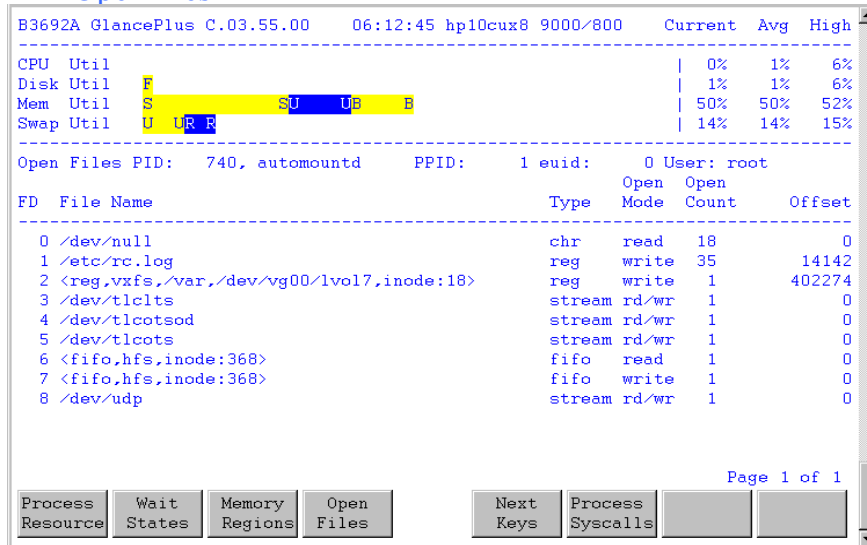 B3692A GlancePlus C.03.55.00 06:12:45 hp10cux8 9000/800 Current Avg High
--------------------------------------------------------------------------------
CPU Util | 0% 1% 6%
Disk Util F | 1% 1% 6%
Mem Util S SU UB B | 50% 50% 52%
Swap Util U UR R | 14% 14% 15%
--------------------------------------------------------------------------------
Open Files PID: 740, automountd PPID: 1 euid: 0 User: root
Open Open
FD File Name Type Mode Count Offset
--------------------------------------------------------------------------------
0 /dev/null chr read 18 0
1 /etc/rc.log reg write 35 14142
2 <reg,vxfs,/var,/dev/vg00/lvol7,inode:18> reg write 1 402274
3 /dev/tlclts stream rd/wr 1 0
4 /dev/tlcotsod stream rd/wr 1 0
5 /dev/tlcots stream rd/wr 1 0
6 <fifo,hfs,inode:368> fifo read 1 0
7 <fifo,hfs,inode:368> fifo write 1 0
8 /dev/udp stream rd/wr 1 0
Page 1 of 1
Process Wait Memory Open Next Process
Resource States Regions Files Keys Syscalls